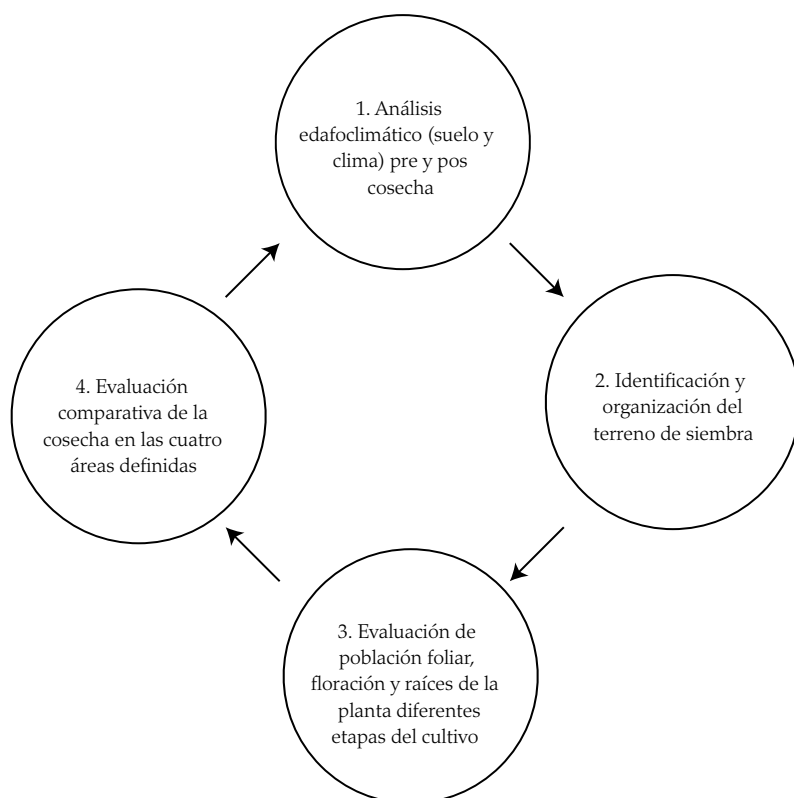 1. Análisis
edafoclimático (suelo y
clima) pre y pos
cosecha
2. Identificación y
organización del
terreno de siembra
3. Evaluación de
población foliar,
floración y raíces de la
planta diferentes
etapas del cultivo
4. Evaluación
comparativa de la
cosecha en las cuatro
áreas definidas